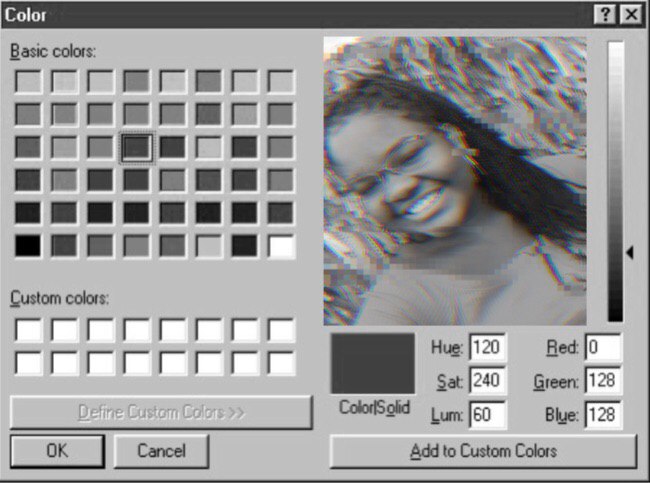 Color
Basic colors:
Custom colors:
Define Custom Colors >>
OK
Cancel
Color|Solid
Hue: 120
Sat: 240
Lum: 60
Red: 0
Green: 128
Blue: 128
Add to Custom Colors